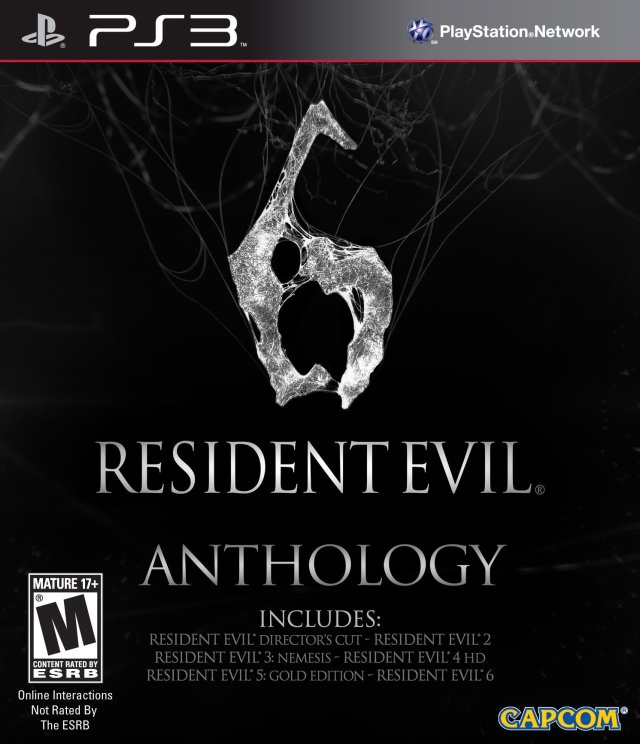 PS3™
PlayStation®Network
SM
6
RESIDENT EVIL®
ANTHOLOGY
INCLUDES:
RESIDENT EVIL® DIRECTOR'S CUT - RESIDENT EVIL® 2
RESIDENT EVIL® 3: NEMESIS - RESIDENT EVIL® 4 HD
RESIDENT EVIL® 5: GOLD EDITION - RESIDENT EVIL® 6
MATURE 17+
®
M
CONTENT RATED BY
ESRB
Online Interactions
Not Rated By
The ESRB
CAPCOM®